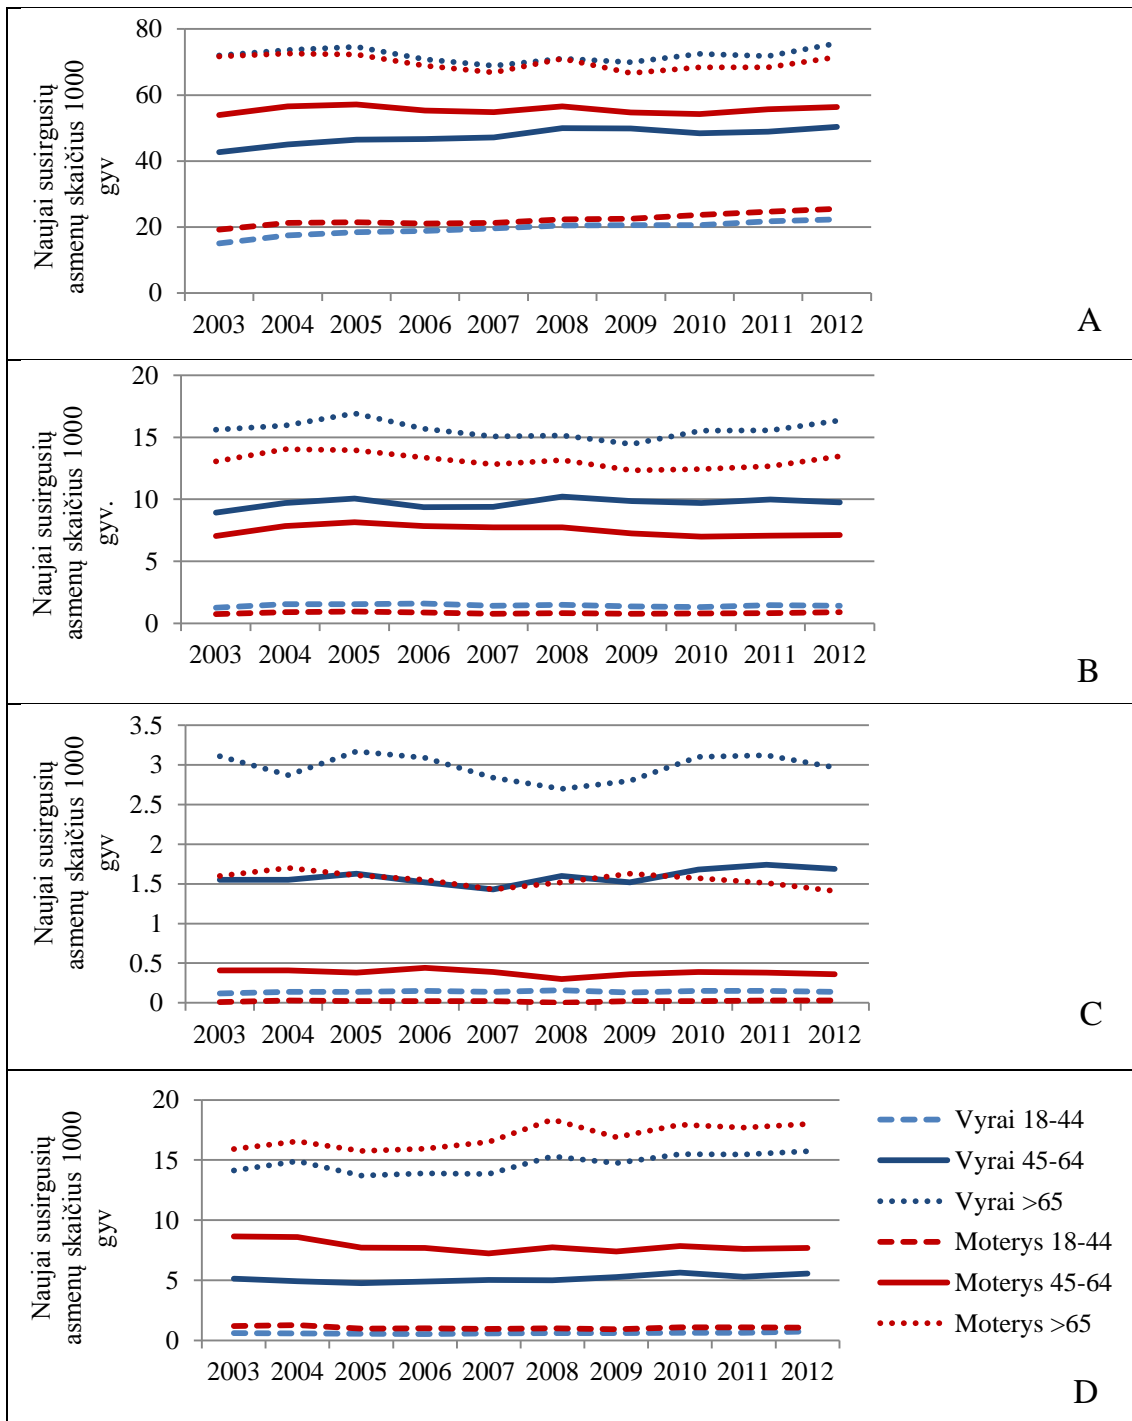 Naujai susirgusių
asmenų skaičius 1000
gyv
80
60
40
20
0
2003 2004 2005 2006 2007 2008 2009 2010 2011 2012
A
Naujai susirgusių
asmenų skaičius 1000
gyv.
20
15
10
5
0
2003 2004 2005 2006 2007 2008 2009 2010 2011 2012
B
Naujai susirgusių
asmenų skaičius 1000
gyv
3.5
3
2.5
2
1.5
1
0.5
0
2003 2004 2005 2006 2007 2008 2009 2010 2011 2012
C
Naujai susirgusių
asmenų skaičius 1000
gyv
20
15
10
5
0
2003 2004 2005 2006 2007 2008 2009 2010 2011 2012
Vyrai 18-44
Vyrai 45-64
Vyrai >65
Moterys 18-44
Moterys 45-64
Moterys >65
D